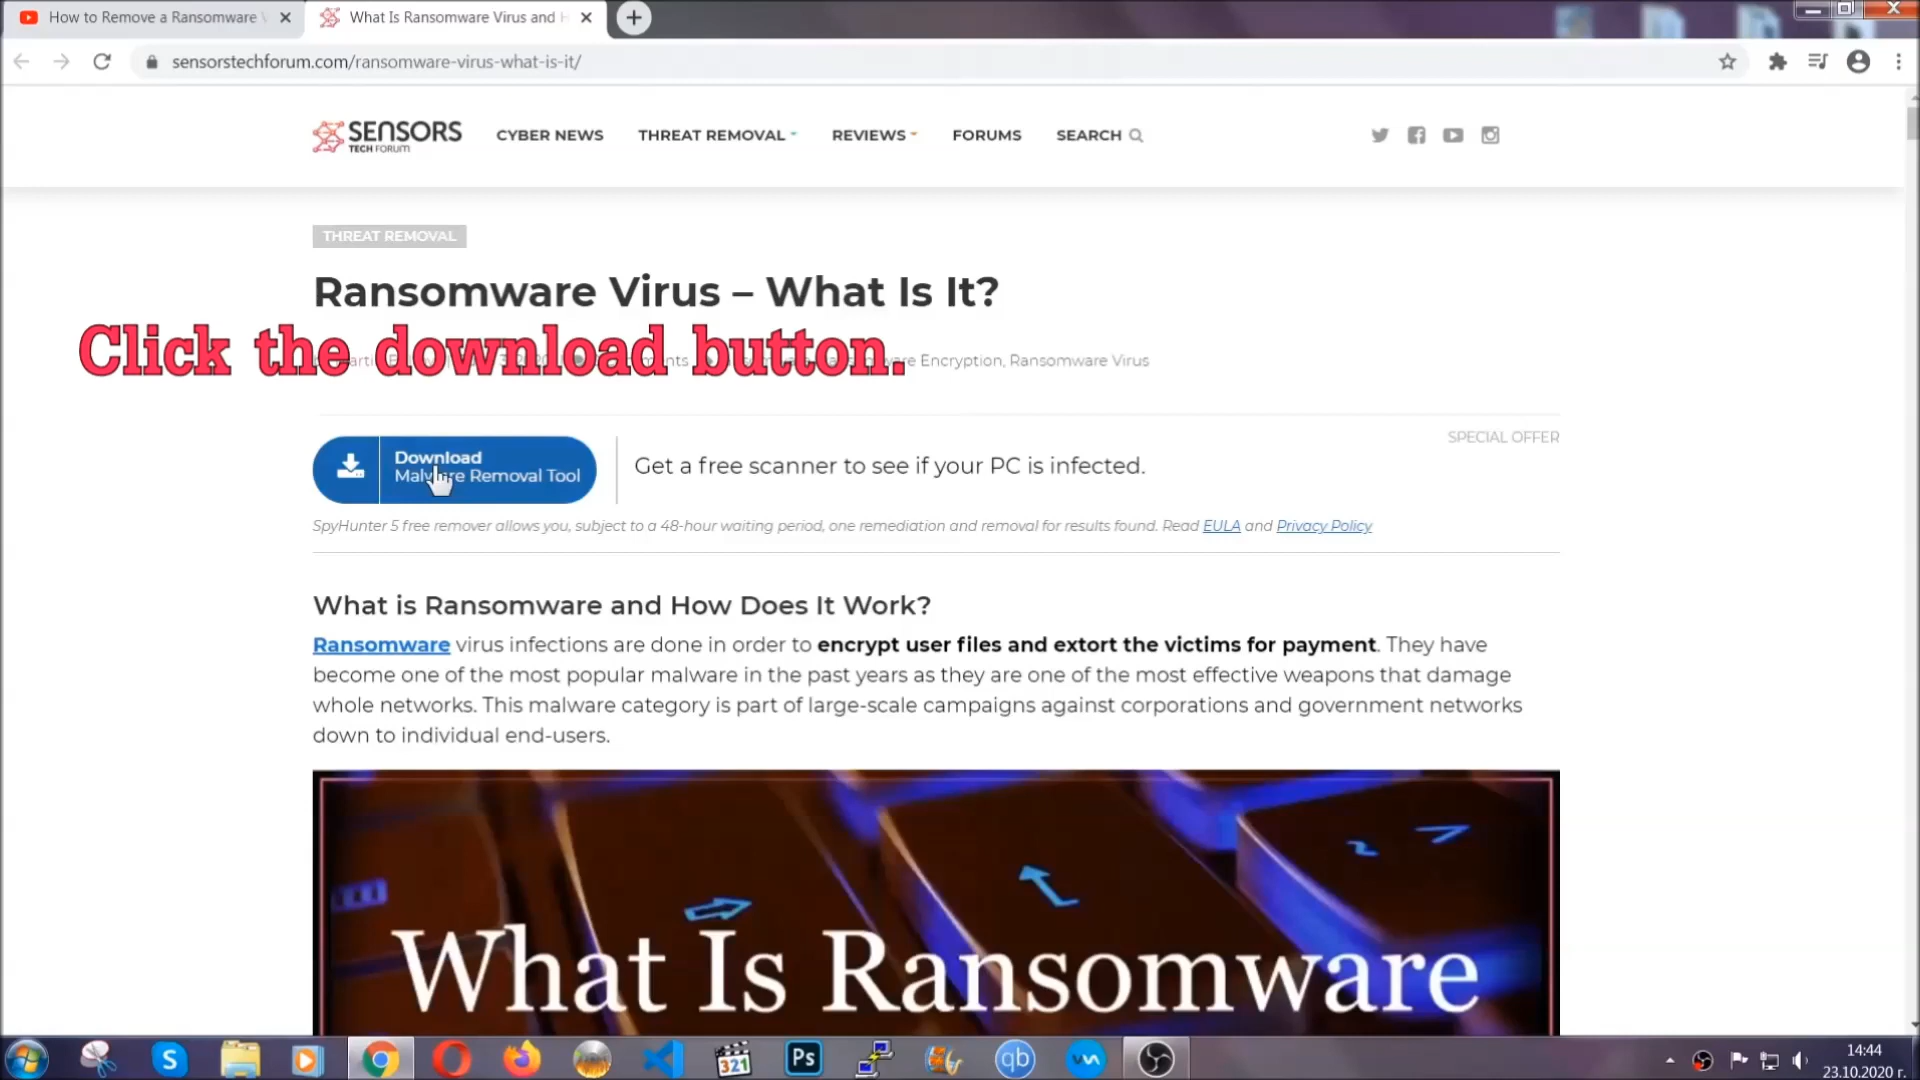 How to Remove a Ransomware V
What Is Ransomware Virus and H
sensorstechforum.com/ransomware-virus-what-is-it/
SENSORS
TECH FORUM
CYBER NEWS
THREAT REMOVAL
REVIEWS
FORUMS
SEARCH
THREAT REMOVAL
Ransomware Virus – What Is It?
Click the download button.
Encryption, Ransomware Virus
SPECIAL OFFER
Download
Malware Removal Tool
Get a free scanner to see if your PC is infected.
SpyHunter 5 free remover allows you, subject to a 48-hour waiting period, one remediation and removal for results found. Read EULA and Privacy Policy
What is Ransomware and How Does It Work?
Ransomware virus infections are done in order to encrypt user files and extort the victims for payment. They have
become one of the most popular malware in the past years as they are one of the most effective weapons that damage
whole networks. This malware category is part of large-scale campaigns against corporations and government networks
down to individual end-users.
What Is Ransomware
S
321
Ps
qb
14:44
23.10.2020 г.